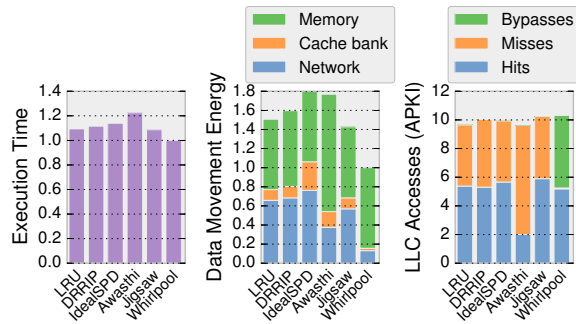 Memory
Cache bank
Network
Bypasses
Misses
Hits
Execution Time
1.4
1.2
1.0
0.8
0.6
0.4
0.2
0.0
LRU
DRRIP
IdealSPD
Awasthi
Jigsaw
Whirlpool
Data Movement Energy
1.8
1.6
1.4
1.2
1.0
0.8
0.6
0.4
0.2
0.0
LRU
DRRIP
IdealSPD
Awasthi
Jigsaw
Whirlpool
LLC Accesses (APKI)
12
10
8
6
4
2
0
LRU
DRRIP
IdealSPD
Awasthi
Jigsaw
Whirlpool